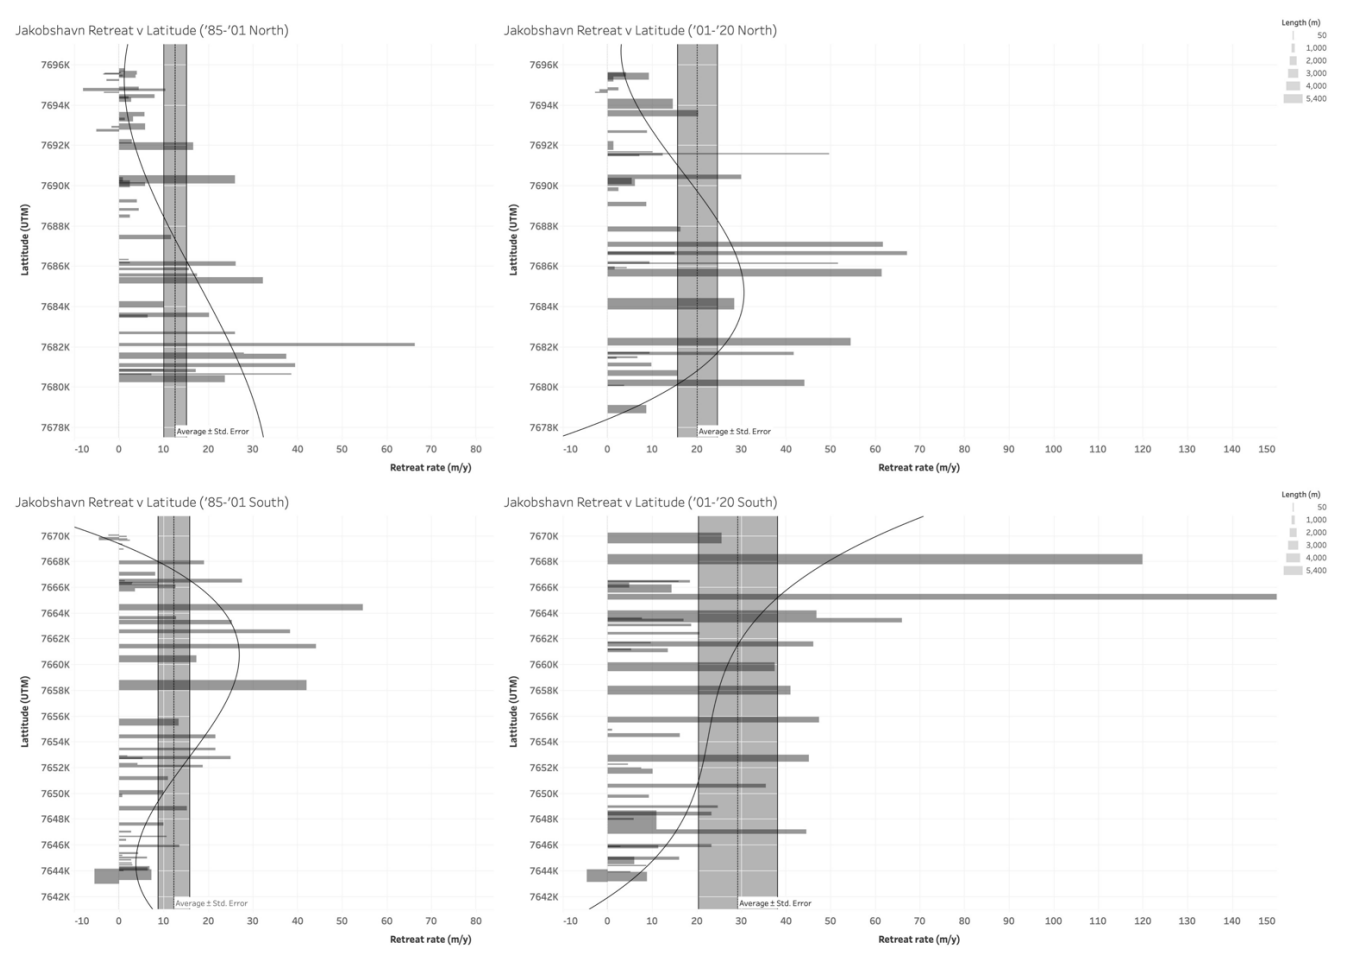 Jakobshavn Retreat v Latitude ('85-'01 North)
Lattitude (UTM)
7696K
7694K
7692K
7690K
7688K
7686K
7684K
7682K
7680K
7678K
Average ± Std. Error
-10 0 10 20 30 40 50 60 70 80
Retreat rate (m/y)
Jakobshavn Retreat v Latitude ('01-'20 North)
Lattitude (UTM)
7696K
7694K
7692K
7690K
7688K
7686K
7684K
7682K
7680K
7678K
Average ± Std. Error
-10 0 10 20 30 40 50 60 70 80 90 100 110 120 130 140 150
Retreat rate (m/y)
Length (m)
50
1,000
2,000
3,000
4,000
5,400
Jakobshavn Retreat v Latitude ('85-'01 South)
Lattitude (UTM)
7670K
7668K
7666K
7664K
7662K
7660K
7658K
7656K
7654K
7652K
7650K
7648K
7646K
7644K
7642K
Average ± Std. Error
-10 0 10 20 30 40 50 60 70 80
Retreat rate (m/y)
Jakobshavn Retreat v Latitude ('01-'20 South)
Lattitude (UTM)
7670K
7668K
7666K
7664K
7662K
7660K
7658K
7656K
7654K
7652K
7650K
7648K
7646K
7644K
7642K
Average ± Std. Error
-10 0 10 20 30 40 50 60 70 80 90 100 110 120 130 140 150
Retreat rate (m/y)
Length (m)
50
1,000
2,000
3,000
4,000
5,400